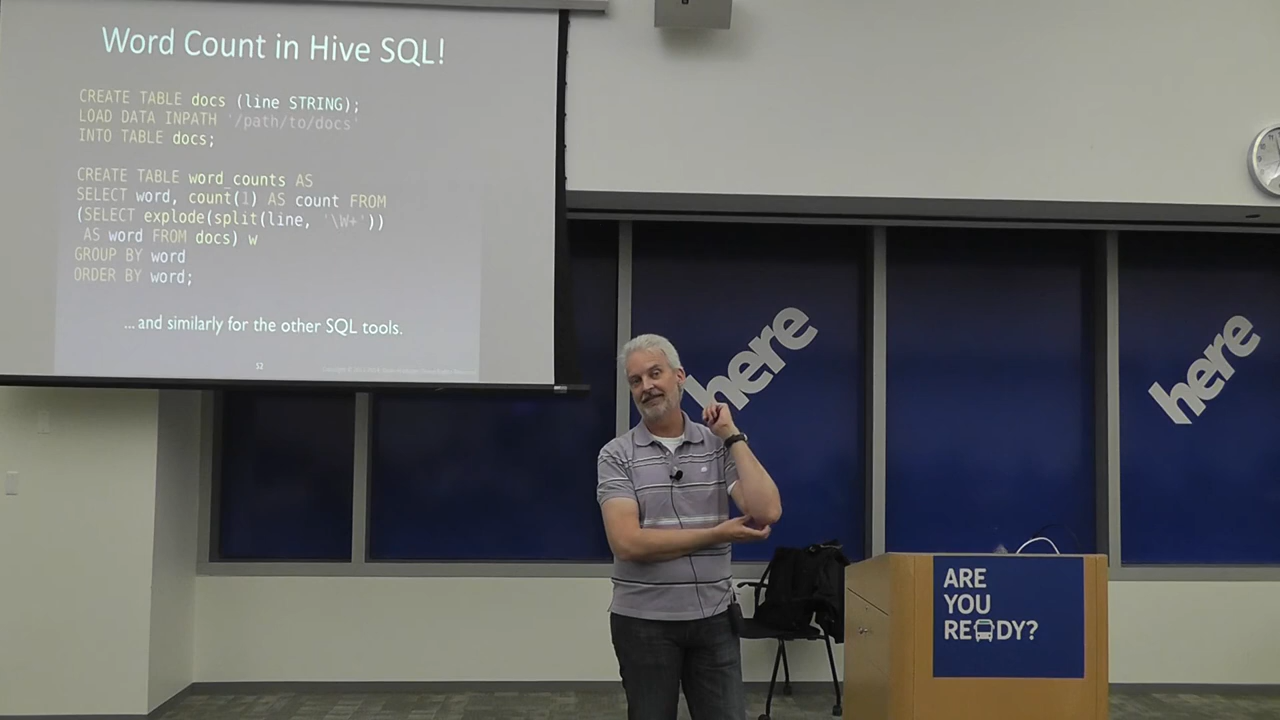 Word Count in Hive SQL!
CREATE TABLE docs (line STRING);
LOAD DATA INPATH '/path/to/docs'
INTO TABLE docs;
CREATE TABLE word_counts AS
SELECT word, count(1) AS count FROM
(SELECT explode(split(line, '\W+'))
AS word FROM docs) w
GROUP BY word
ORDER BY word;
...and similarly for the other SQL tools.
52
here
here
ARE
YOU
READY?